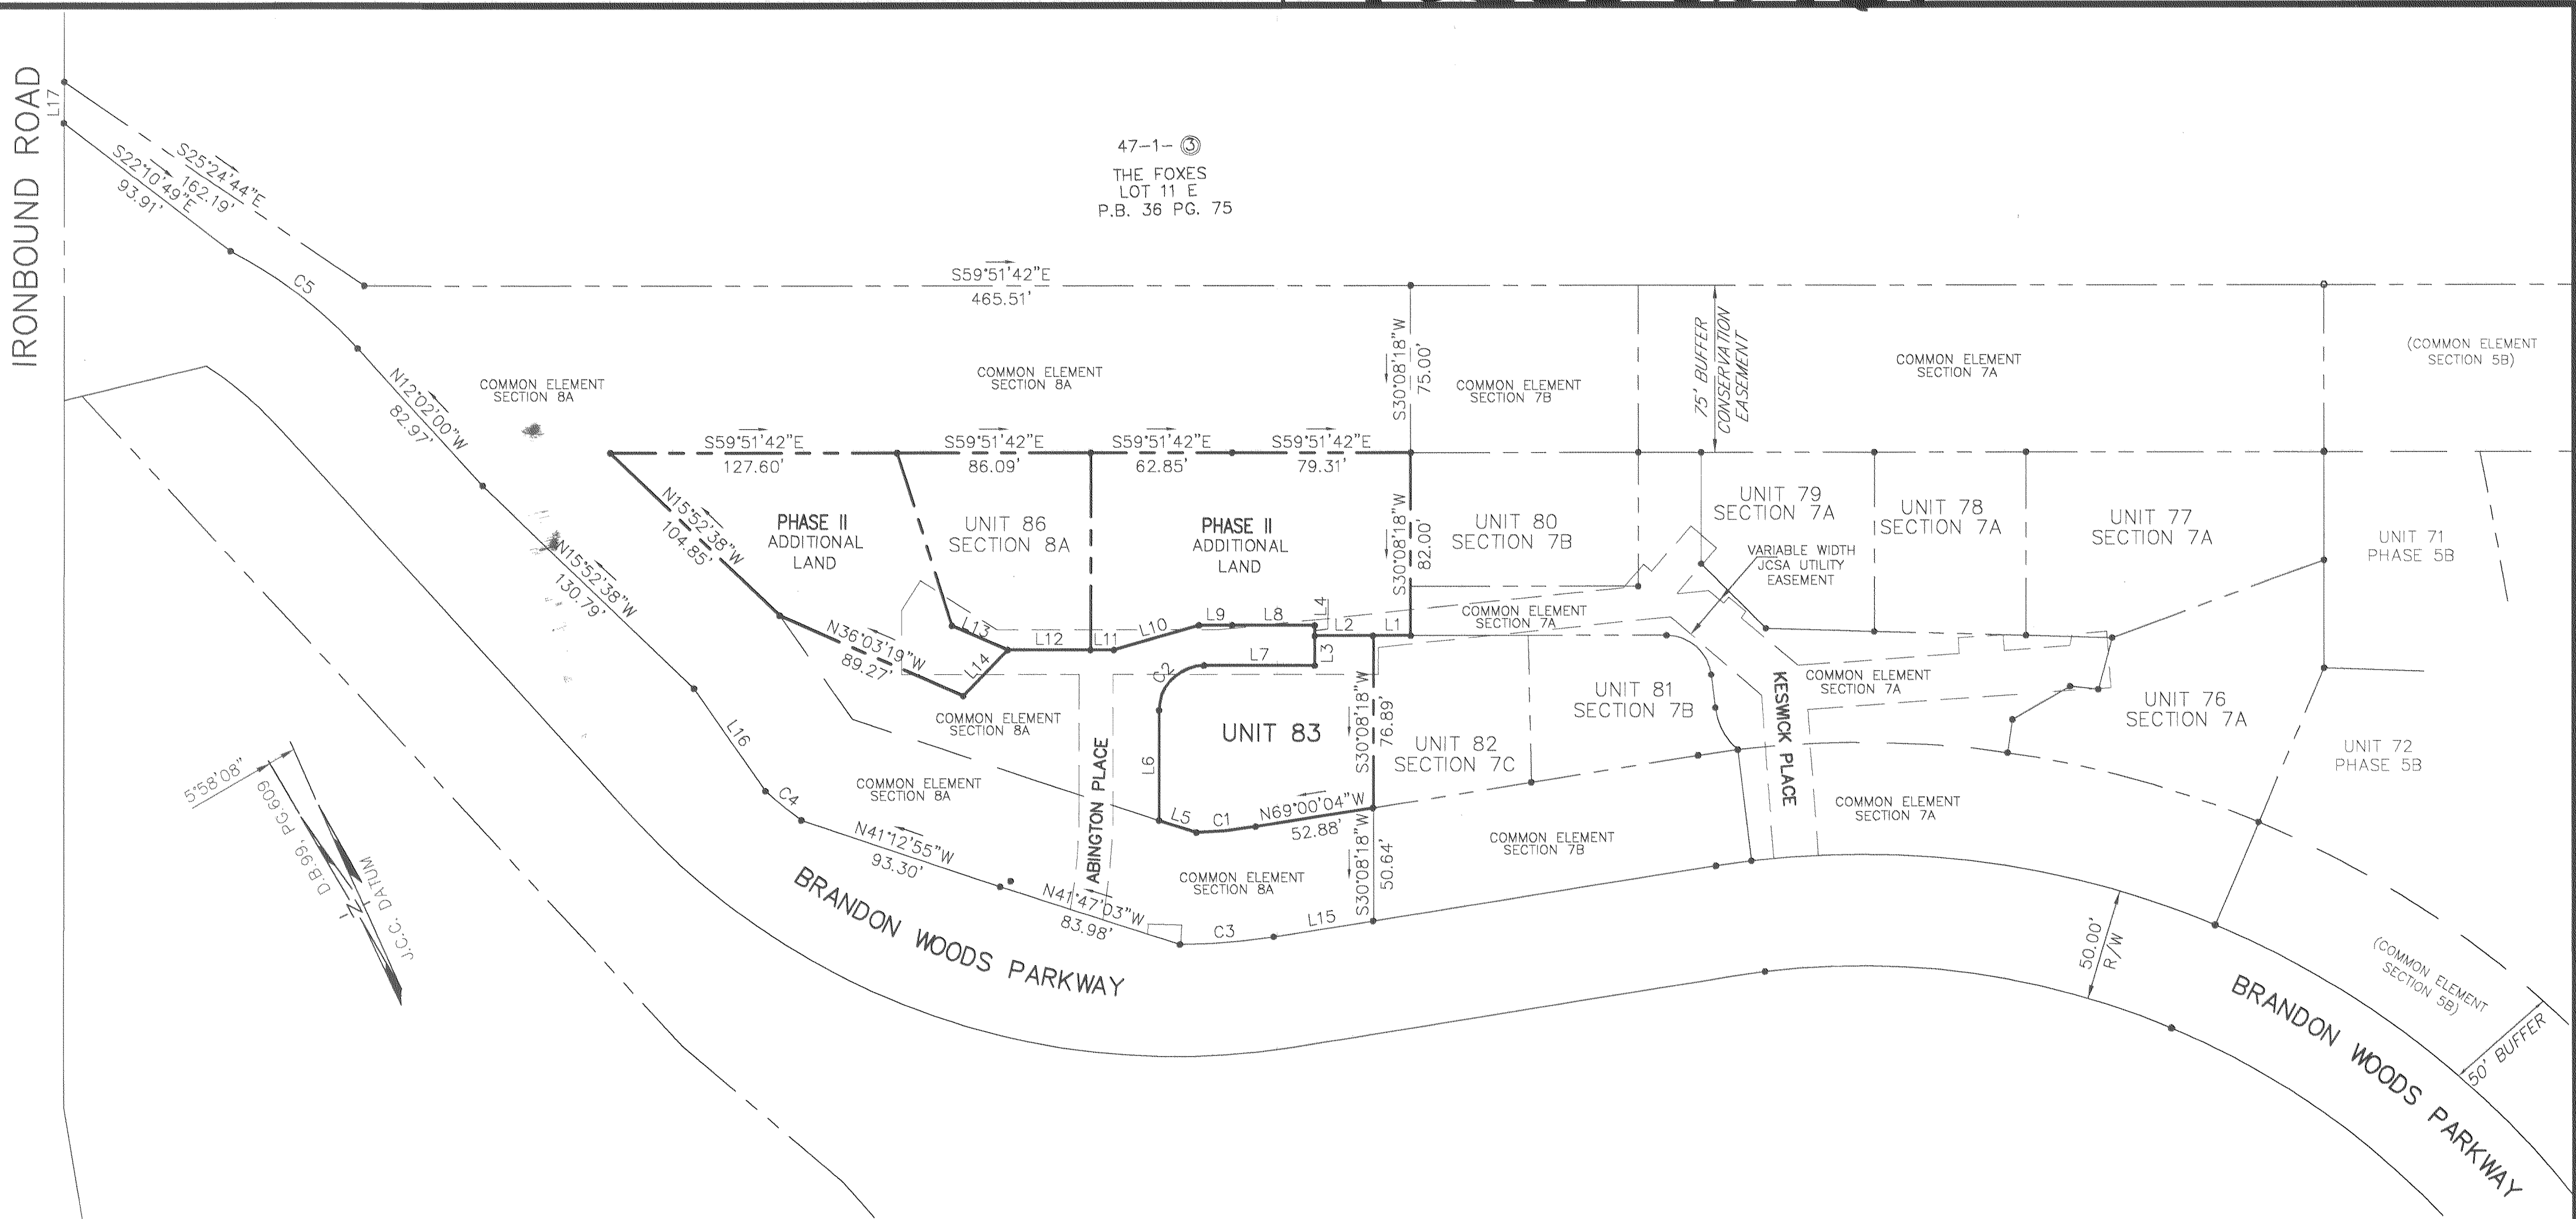 IRONBOUND ROAD
L17
S25°24'44"E
162.19'
S22°10'49"E
93.91'
C5
47-1- ③
THE FOXES
LOT 11 E
P.B. 36 PG. 75
S59°51'42"E
465.51'
N12°02'00"W
82.97'
COMMON ELEMENT
SECTION 8A
COMMON ELEMENT
SECTION 8A
S30°08'18"W
75.00'
COMMON ELEMENT
SECTION 7B
75' BUFFER
CONSERVATION
EASEMENT
COMMON ELEMENT
SECTION 7A
(COMMON ELEMENT
SECTION 5B)
S59°51'42"E
127.60'
S59°51'42"E
86.09'
S59°51'42"E
62.85'
S59°51'42"E
79.31'
N15°52'38"W
104.85'
PHASE II
ADDITIONAL
LAND
UNIT 86
SECTION 8A
PHASE II
ADDITIONAL
LAND
S30°08'18"W
82.00'
UNIT 80
SECTION 7B
UNIT 79
SECTION 7A
UNIT 78
SECTION 7A
UNIT 77
SECTION 7A
UNIT 71
PHASE 5B
VARIABLE WIDTH
JCSA UTILITY
EASEMENT
N15°52'38"W
130.79'
N36°03'19"W
89.27'
L13
L14
L12
L11
L10
L9
L8
L4
L2
L1
L3
L7
C2
COMMON ELEMENT
SECTION 7A
COMMON ELEMENT
SECTION 7A
COMMON ELEMENT
SECTION 8A
L16
C4
COMMON ELEMENT
SECTION 8A
ABINGTON PLACE
L6
UNIT 83
S30°08'18"W
76.89'
UNIT 82
SECTION 7C
UNIT 81
SECTION 7B
KESWICK PLACE
UNIT 76
SECTION 7A
UNIT 72
PHASE 5B
L5
C1
N69°00'04"W
52.88'
COMMON ELEMENT
SECTION 7A
5°58'08"
D.B.99, PG.609
N
J.C.C. DATUM
N41°12'55"W
93.30'
N41°47'03"W
83.98'
COMMON ELEMENT
SECTION 8A
S30°08'18"W
50.64'
COMMON ELEMENT
SECTION 7B
C3
L15
BRANDON WOODS PARKWAY
50.00'
R/W
(COMMON ELEMENT
SECTION 5B)
50' BUFFER
BRANDON WOODS PARKWAY